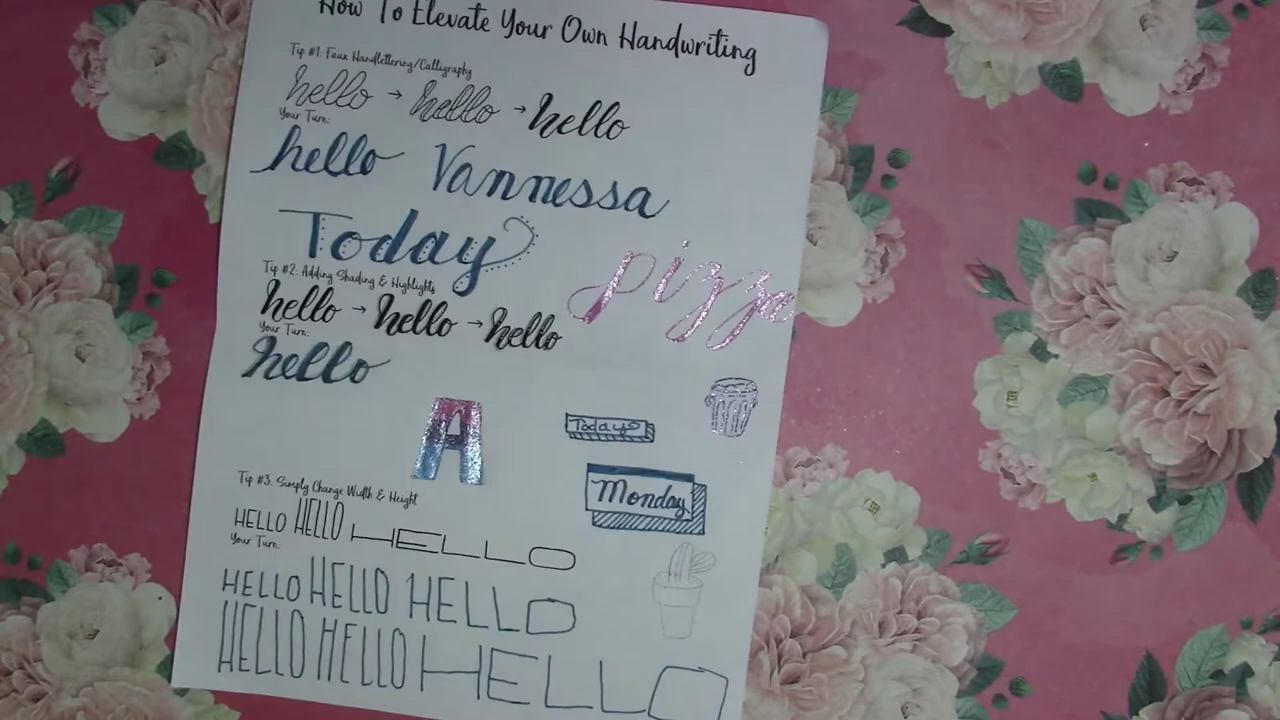 How To Elevate Your Own Handwriting
Tip #1: Faux Handlettering/Calligraphy
hello → hello → hello
Your Turn:
hello Vannessa
Today
pizza
Tip #2: Adding Shading & Highlights
hello → hello → hello
Your Turn:
hello
A
Today
Monday
Tip #3: Simply Change Width & Height
HELLO HELLO HELLO
Your Turn:
HELLO HELLO HELLO
HELLO HELLO HELLO